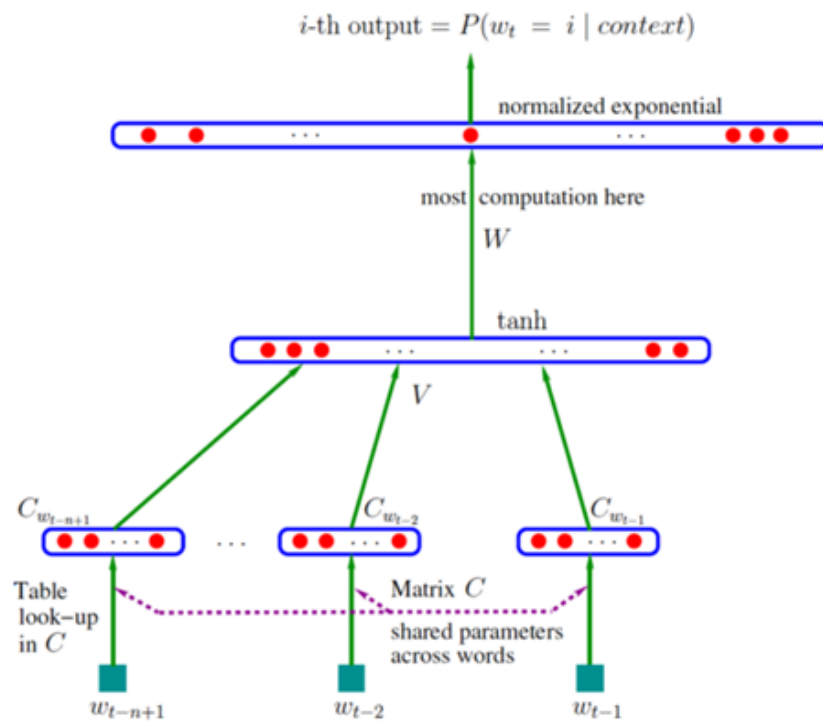 i-th output = P(w_t = i | context)
normalized exponential
... ...
most computation here
W
tanh
... ...
V
C_{w_{t-n+1}} C_{w_{t-2}} C_{w_{t-1}}
... ... ... ...
Table
look-up
in C
Matrix C
shared parameters
across words
w_{t-n+1} w_{t-2} w_{t-1}